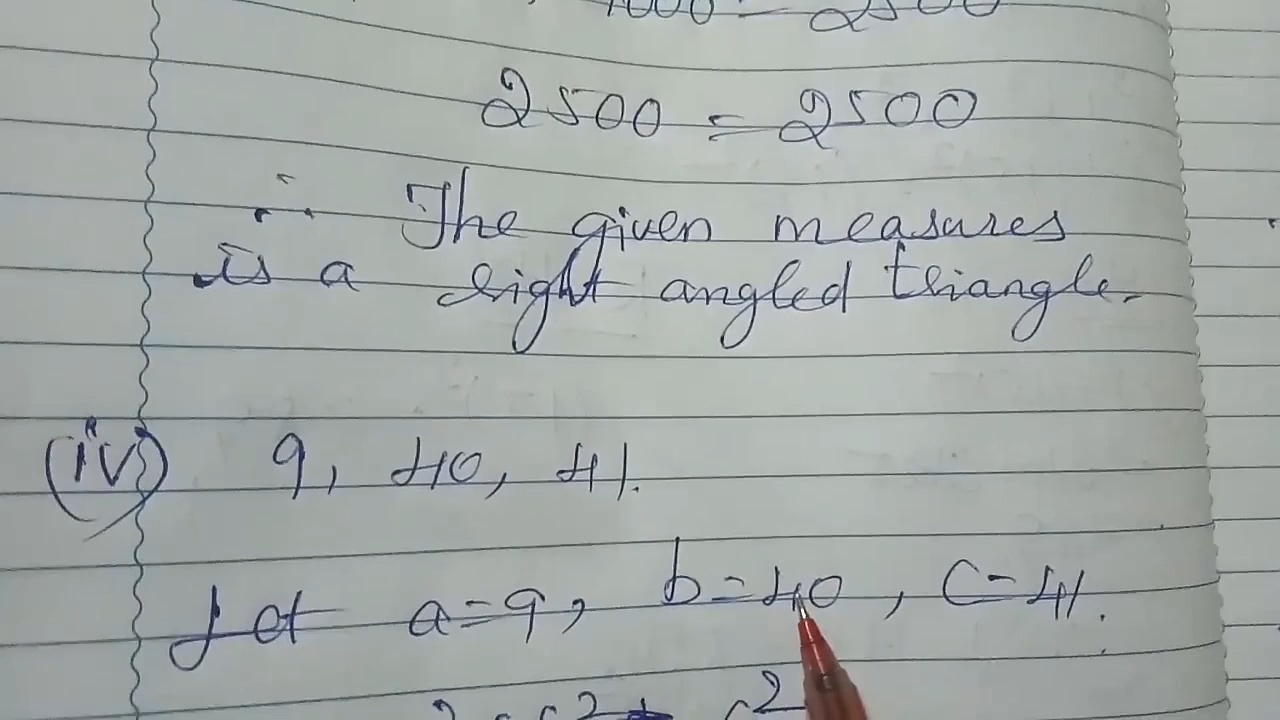 2500 = 2500
∴ The given measures
is a right angled triangle.
(iv) 9, 40, 41.
Let a=9, b=40, c=41.